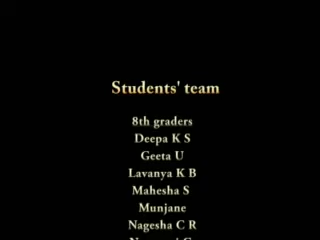 Students' team
8th graders
Deepa K S
Geeta U
Lavanya K B
Mahesha S
Munjane
Nagesha C R